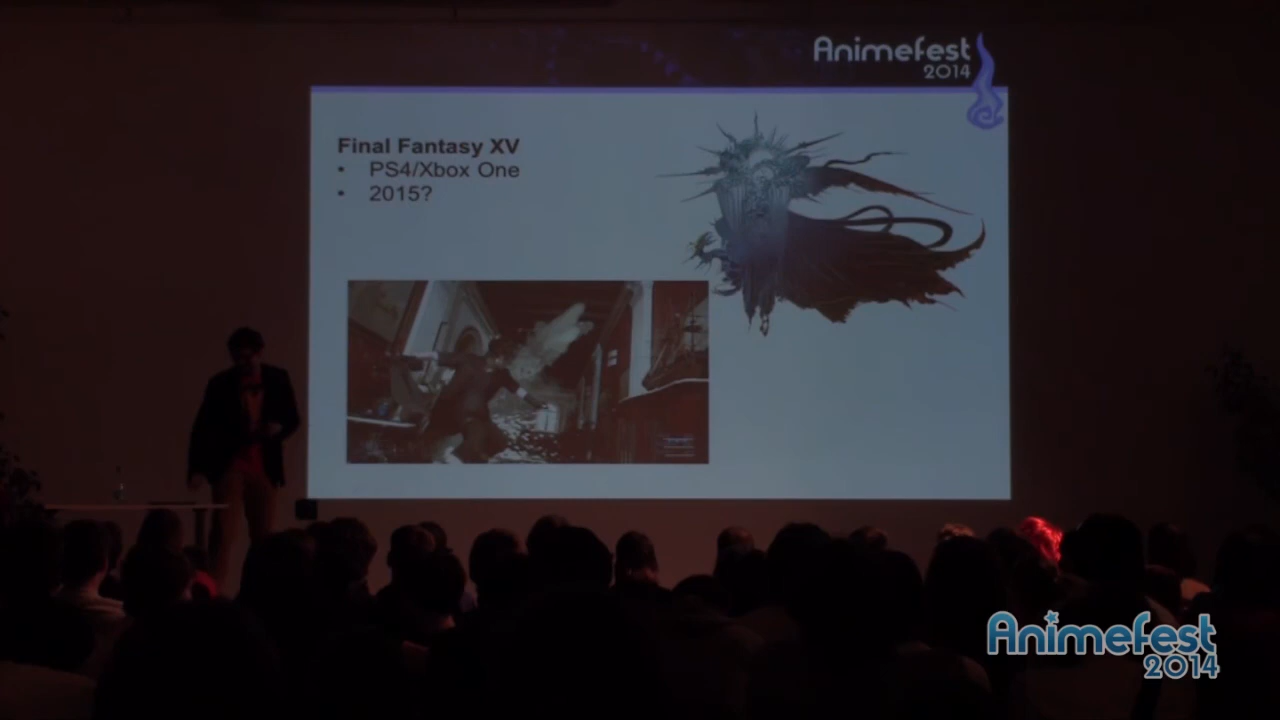 Animefest
2014
Final Fantasy XV
• PS4/Xbox One
• 2015?
Animefest
2014